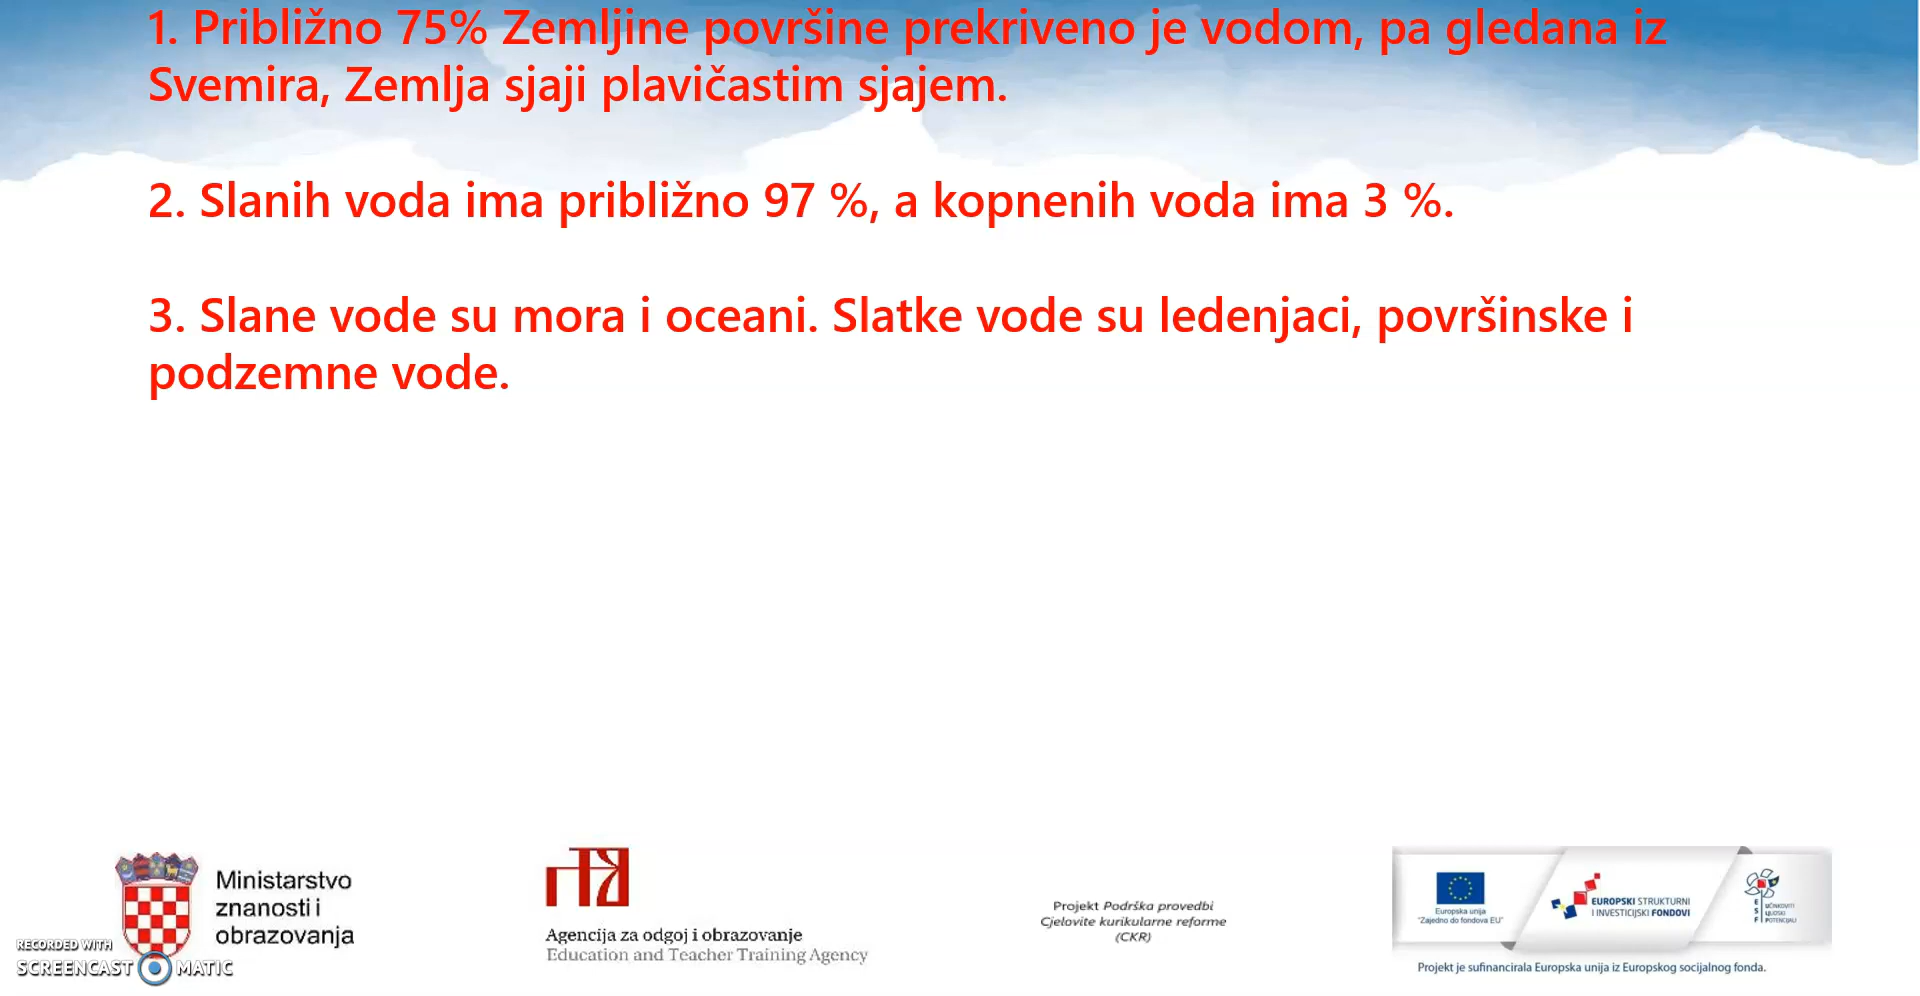 1. Približno 75% Zemljine površine prekriveno je vodom, pa gledana iz
Svemira, Zemlja sjaji plavičastim sjajem.
2. Slanih voda ima približno 97 %, a kopnenih voda ima 3 %.
3. Slane vode su mora i oceani. Slatke vode su ledenjaci, površinske i
podzemne vode.
Ministarstvo
znanosti i
obrazovanja
RECORDED WITH
SCREENCAST MATIC
Agencija za odgoj i obrazovanje
Education and Teacher Training Agency
Projekt Podrška provedbi
Cjelovite kurikularne reforme
(CKR)
Europska unija
"Zajedno do fondova EU"
EUROPSKI STRUKTURNI
I INVESTICIJSKI FONDOVI
ESF
UČINKOVITI
LJUDSKI
POTENCIJALI
Projekt je sufinancirala Europska unija iz Europskog socijalnog fonda.